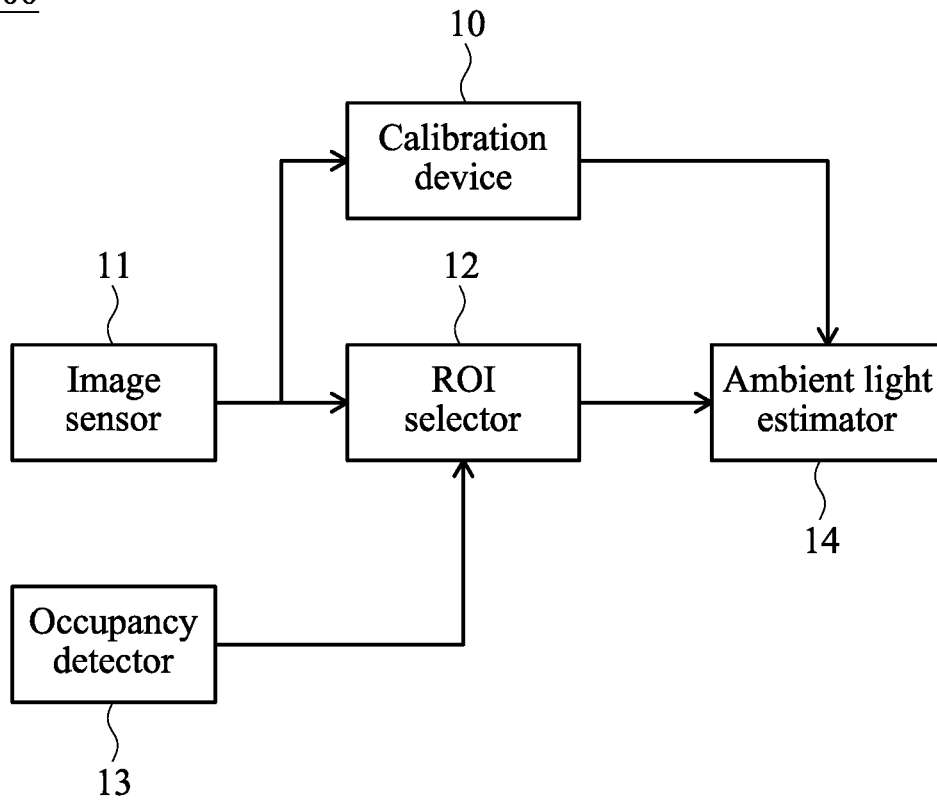 10
Calibration
device
11
12
Image
sensor
ROI
selector
Ambient light
estimator
14
Occupancy
detector
13